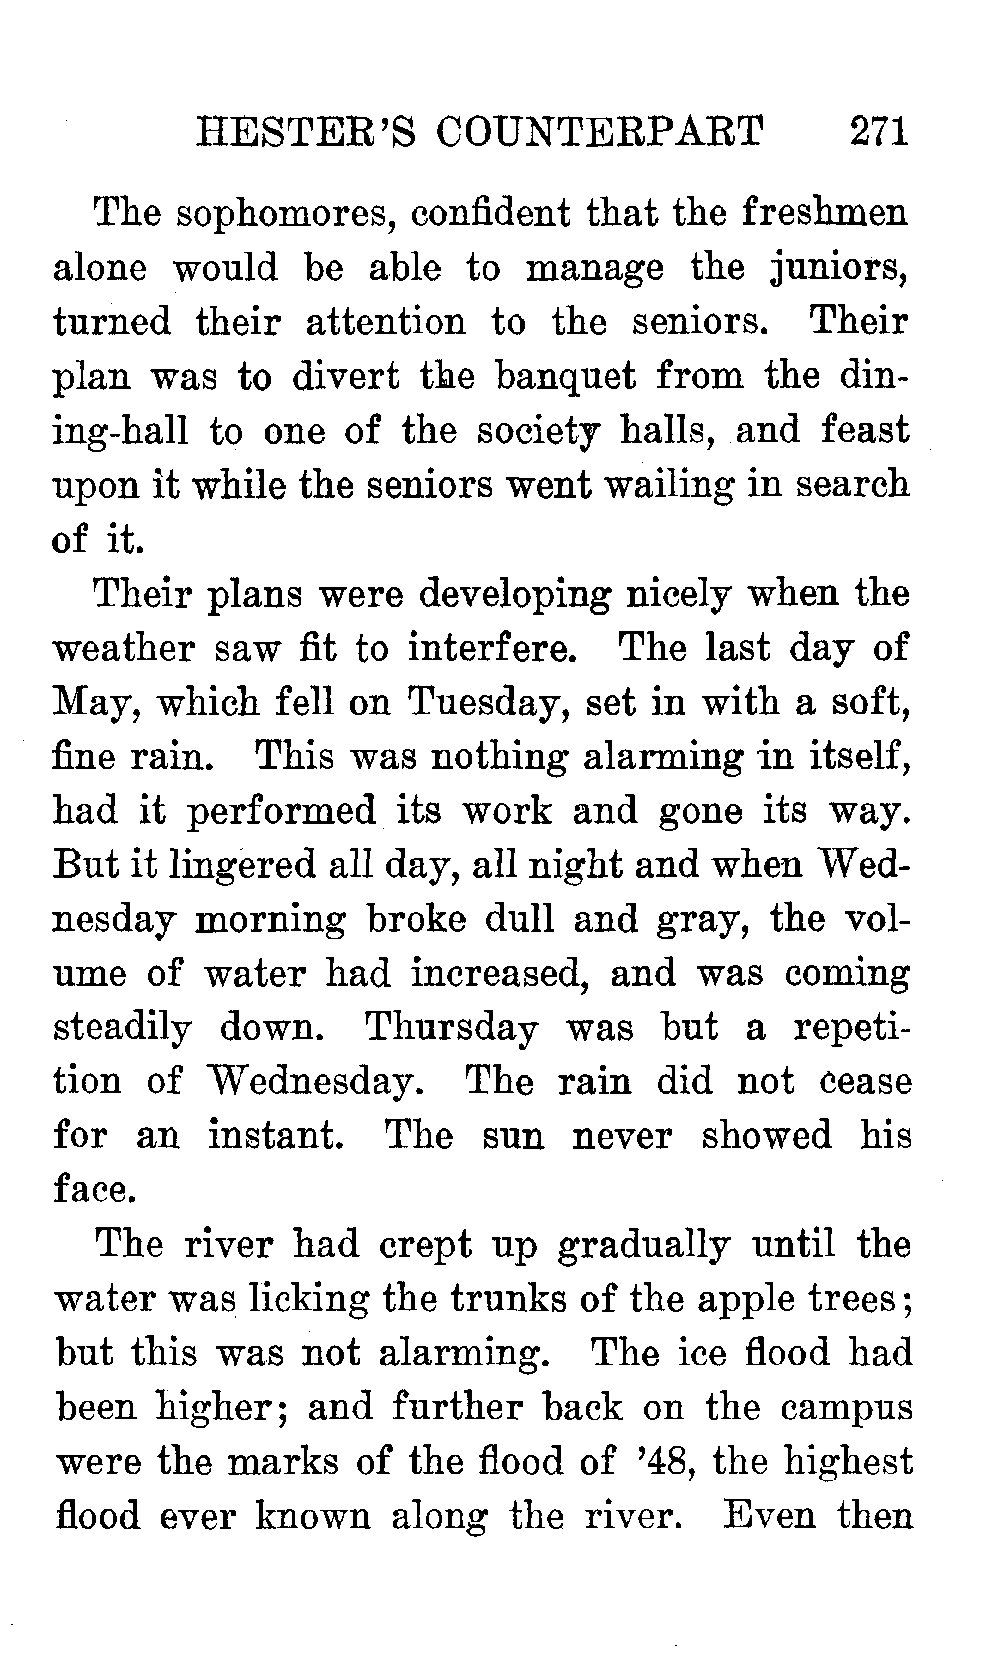 HESTER'S COUNTERPART 271
The sophomores, confident that the freshmen
alone would be able to manage the juniors,
turned their attention to the seniors. Their
plan was to divert the banquet from the din-
ing-hall to one of the society halls, and feast
upon it while the seniors went wailing in search
of it.
Their plans were developing nicely when the
weather saw fit to interfere. The last day of
May, which fell on Tuesday, set in with a soft,
fine rain. This was nothing alarming in itself,
had it performed its work and gone its way.
But it lingered all day, all night and when Wed-
nesday morning broke dull and gray, the vol-
ume of water had increased, and was coming
steadily down. Thursday was but a repeti-
tion of Wednesday. The rain did not cease
for an instant. The sun never showed his
face.
The river had crept up gradually until the
water was licking the trunks of the apple trees;
but this was not alarming. The ice flood had
been higher; and further back on the campus
were the marks of the flood of '48, the highest
flood ever known along the river. Even then